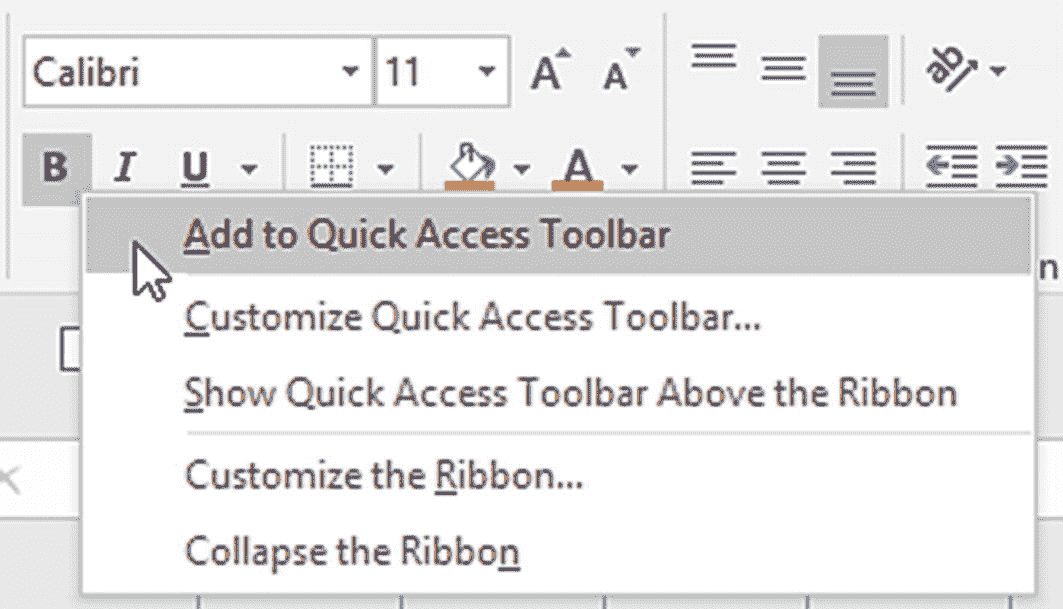 Calibri 11 A A ab
B I U A
Add to Quick Access Toolbar
n
Customize Quick Access Toolbar...
Show Quick Access Toolbar Above the Ribbon
Customize the Ribbon...
Collapse the Ribbon